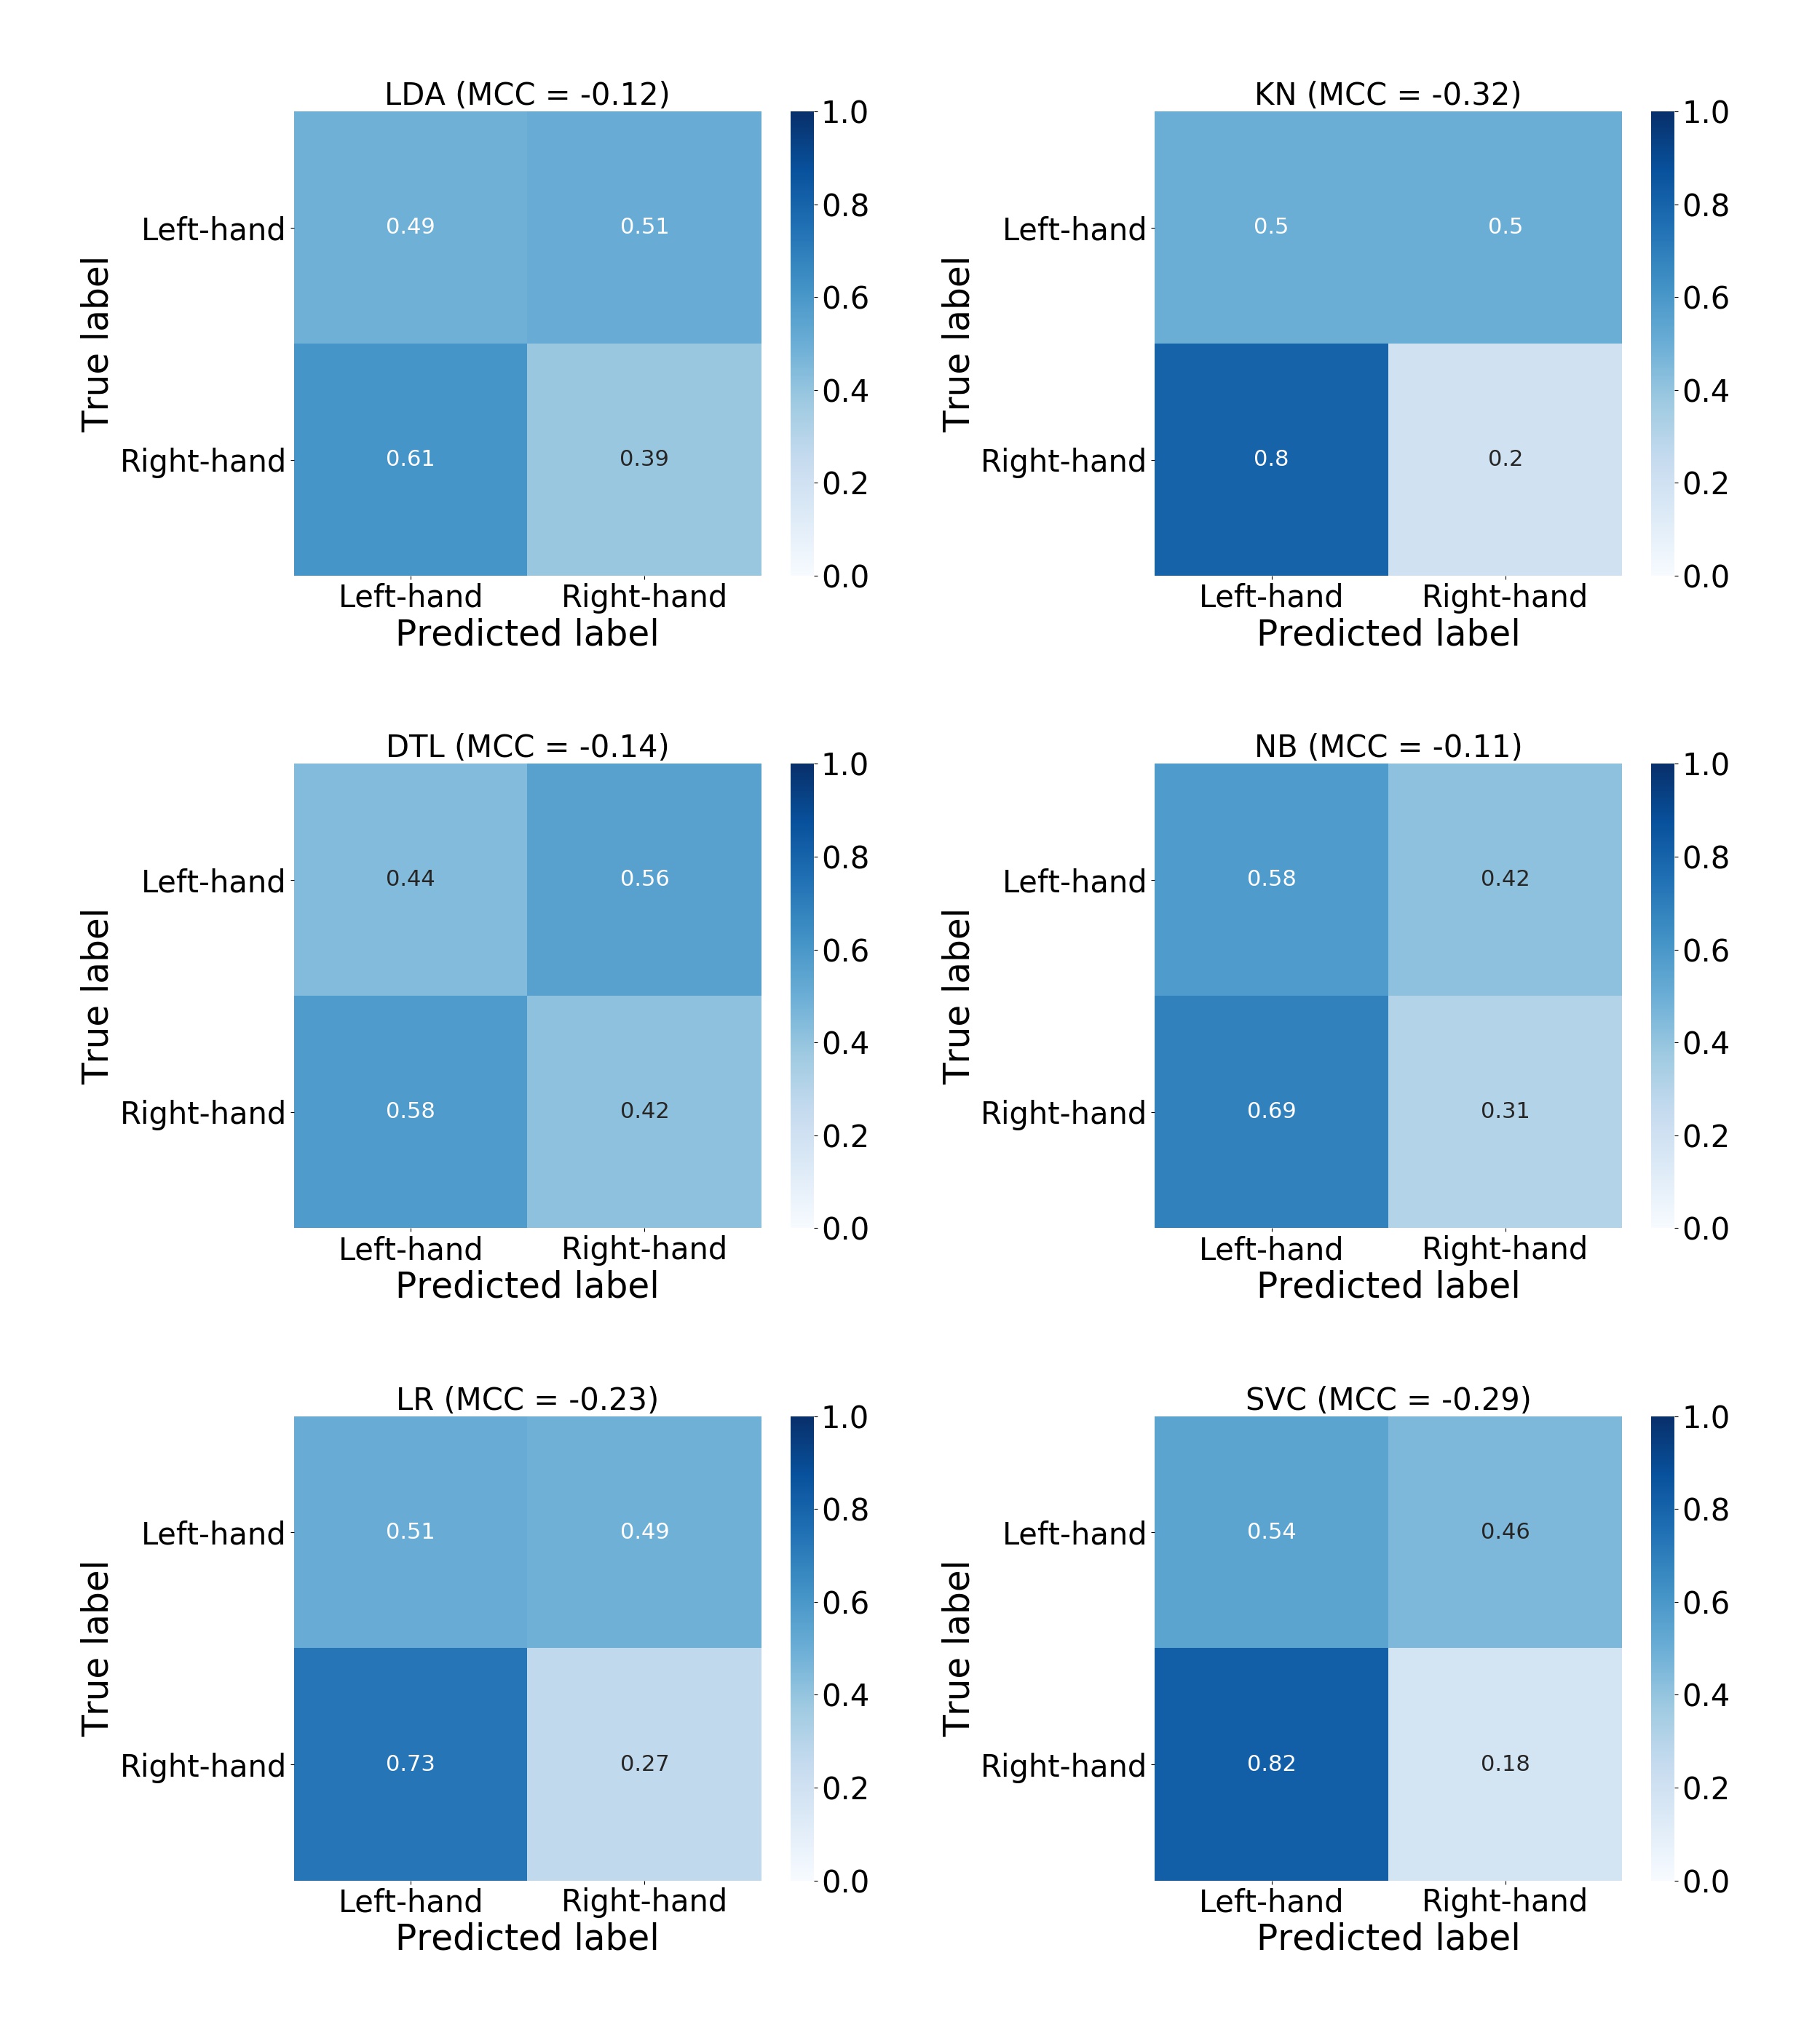 LDA (MCC = -0.12)
1.0
0.8
0.6
0.4
0.2
0.0
True label
Left-hand
0.49 0.51
Right-hand
0.61 0.39
Left-hand Right-hand
Predicted label
KN (MCC = -0.32)
1.0
0.8
0.6
0.4
0.2
0.0
True label
Left-hand
0.5 0.5
Right-hand
0.8 0.2
Left-hand Right-hand
Predicted label
DTL (MCC = -0.14)
1.0
0.8
0.6
0.4
0.2
0.0
True label
Left-hand
0.44 0.56
Right-hand
0.58 0.42
Left-hand Right-hand
Predicted label
NB (MCC = -0.11)
1.0
0.8
0.6
0.4
0.2
0.0
True label
Left-hand
0.58 0.42
Right-hand
0.69 0.31
Left-hand Right-hand
Predicted label
LR (MCC = -0.23)
1.0
0.8
0.6
0.4
0.2
0.0
True label
Left-hand
0.51 0.49
Right-hand
0.73 0.27
Left-hand Right-hand
Predicted label
SVC (MCC = -0.29)
1.0
0.8
0.6
0.4
0.2
0.0
True label
Left-hand
0.54 0.46
Right-hand
0.82 0.18
Left-hand Right-hand
Predicted label